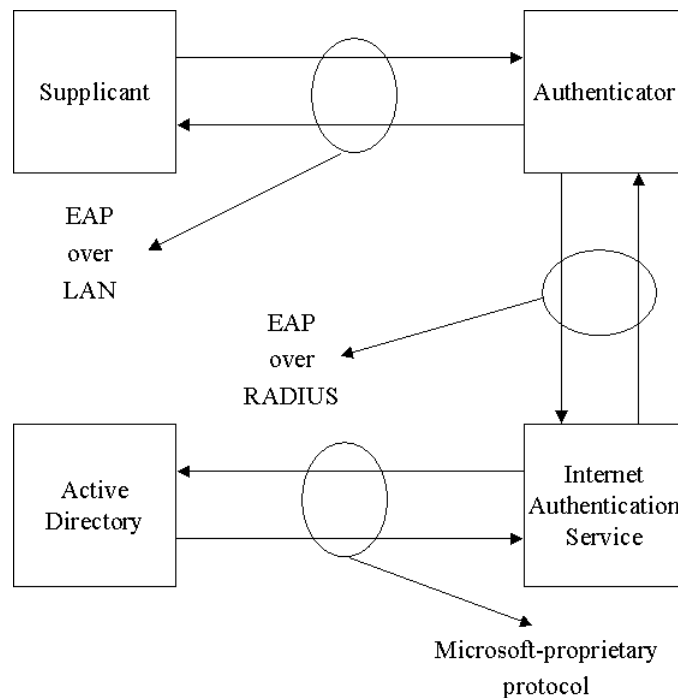 Supplicant
Authenticator
EAP
over
LAN
EAP
over
RADIUS
Active
Directory
Internet
Authentication
Service
Microsoft-proprietary
protocol